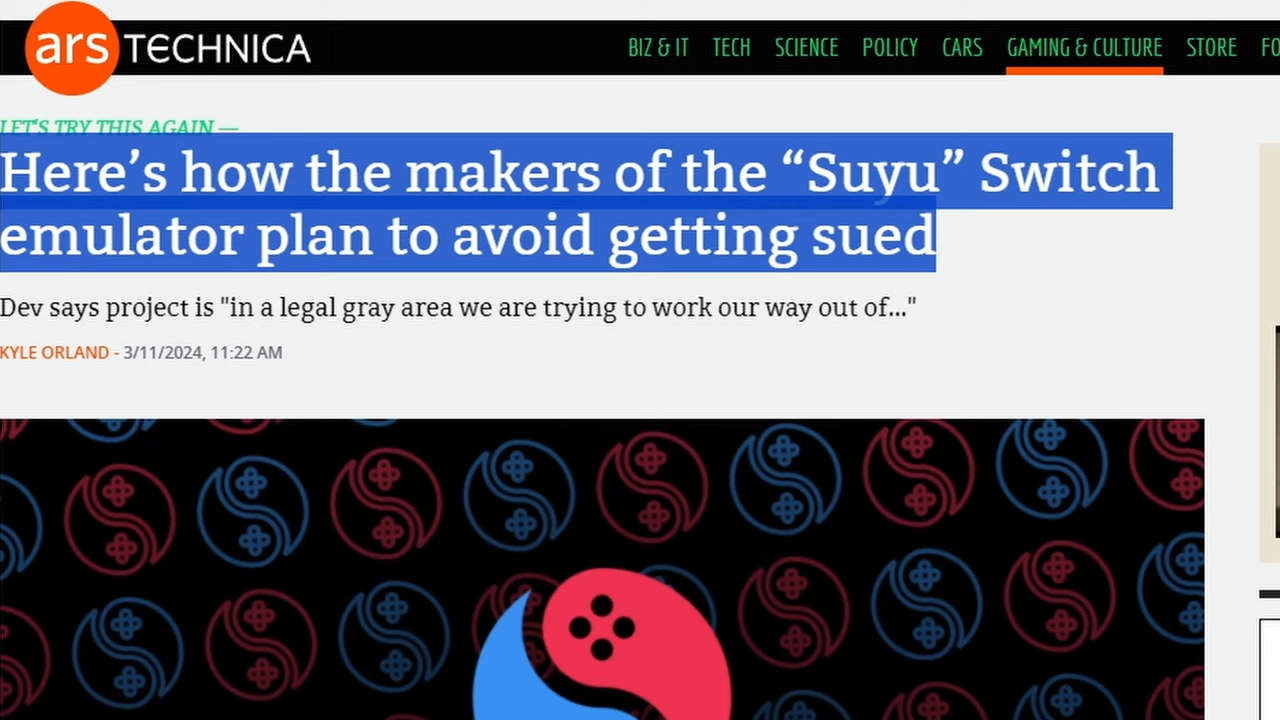 ars TECHNICA
BIZ & IT TECH SCIENCE POLICY CARS GAMING & CULTURE STORE
LET'S TRY THIS AGAIN —
Here’s how the makers of the “Suyu” Switch
emulator plan to avoid getting sued
Dev says project is "in a legal gray area we are trying to work our way out of..."
KYLE ORLAND - 3/11/2024, 11:22 AM